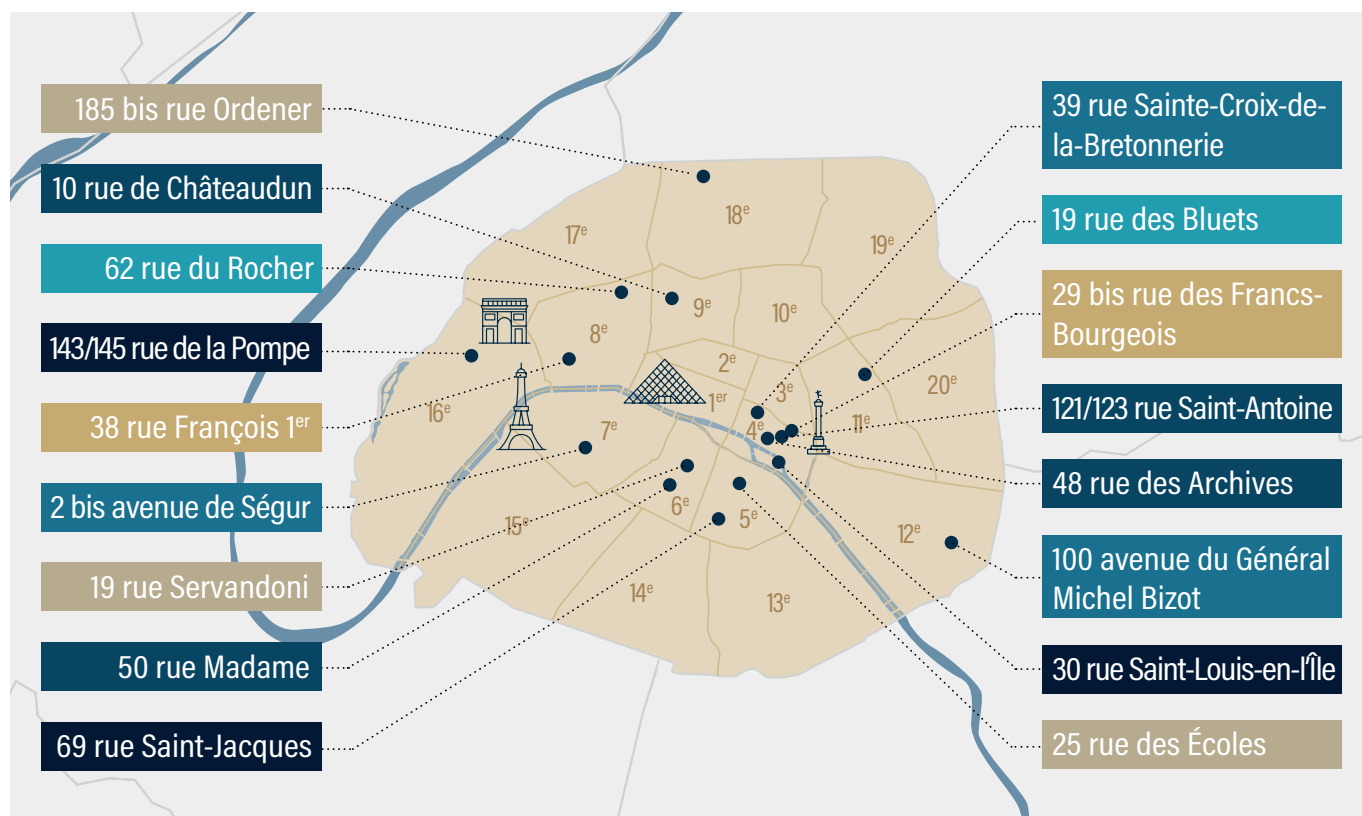 185 bis rue Ordener
10 rue de Châteaudun
62 rue du Rocher
143/145 rue de la Pompe
38 rue François 1er
2 bis avenue de Ségur
19 rue Servandoni
50 rue Madame
69 rue Saint-Jacques
18e
17e
19e
9e
10e
8e
2e
3e
20e
1er
16e
11e
7e
4e
6e
5e
15e
12e
14e
13e
39 rue Sainte-Croix-de-
la-Bretonnerie
19 rue des Bluets
29 bis rue des Francs-
Bourgeois
121/123 rue Saint-Antoine
48 rue des Archives
100 avenue du Général
Michel Bizot
30 rue Saint-Louis-en-l'Île
25 rue des Écoles